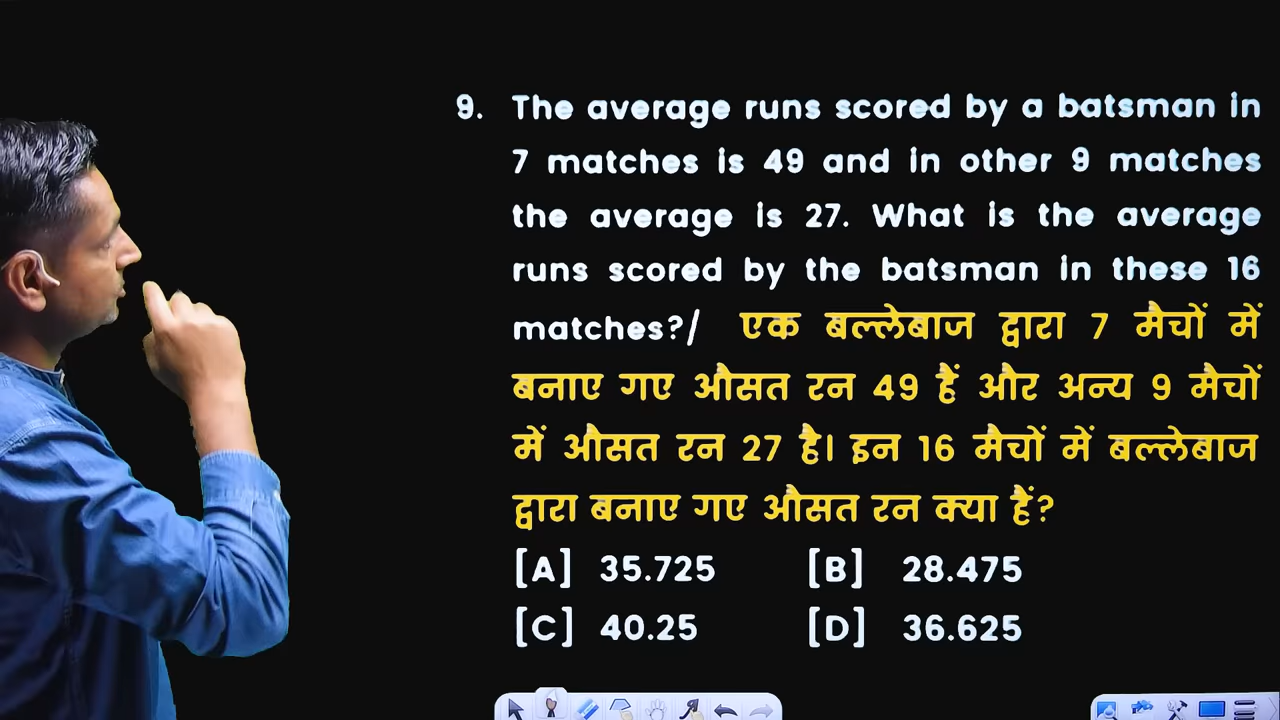 9. The average runs scored by a batsman in
7 matches is 49 and in other 9 matches
the average is 27. What is the average
runs scored by the batsman in these 16
matches?/ एक बल्लेबाज द्वारा 7 मैचों में
बनाए गए औसत रन 49 हैं और अन्य 9 मैचों
में औसत रन 27 है। इन 16 मैचों में बल्लेबाज
द्वारा बनाए गए औसत रन क्या हैं?
[A] 35.725 [B] 28.475
[C] 40.25 [D] 36.625